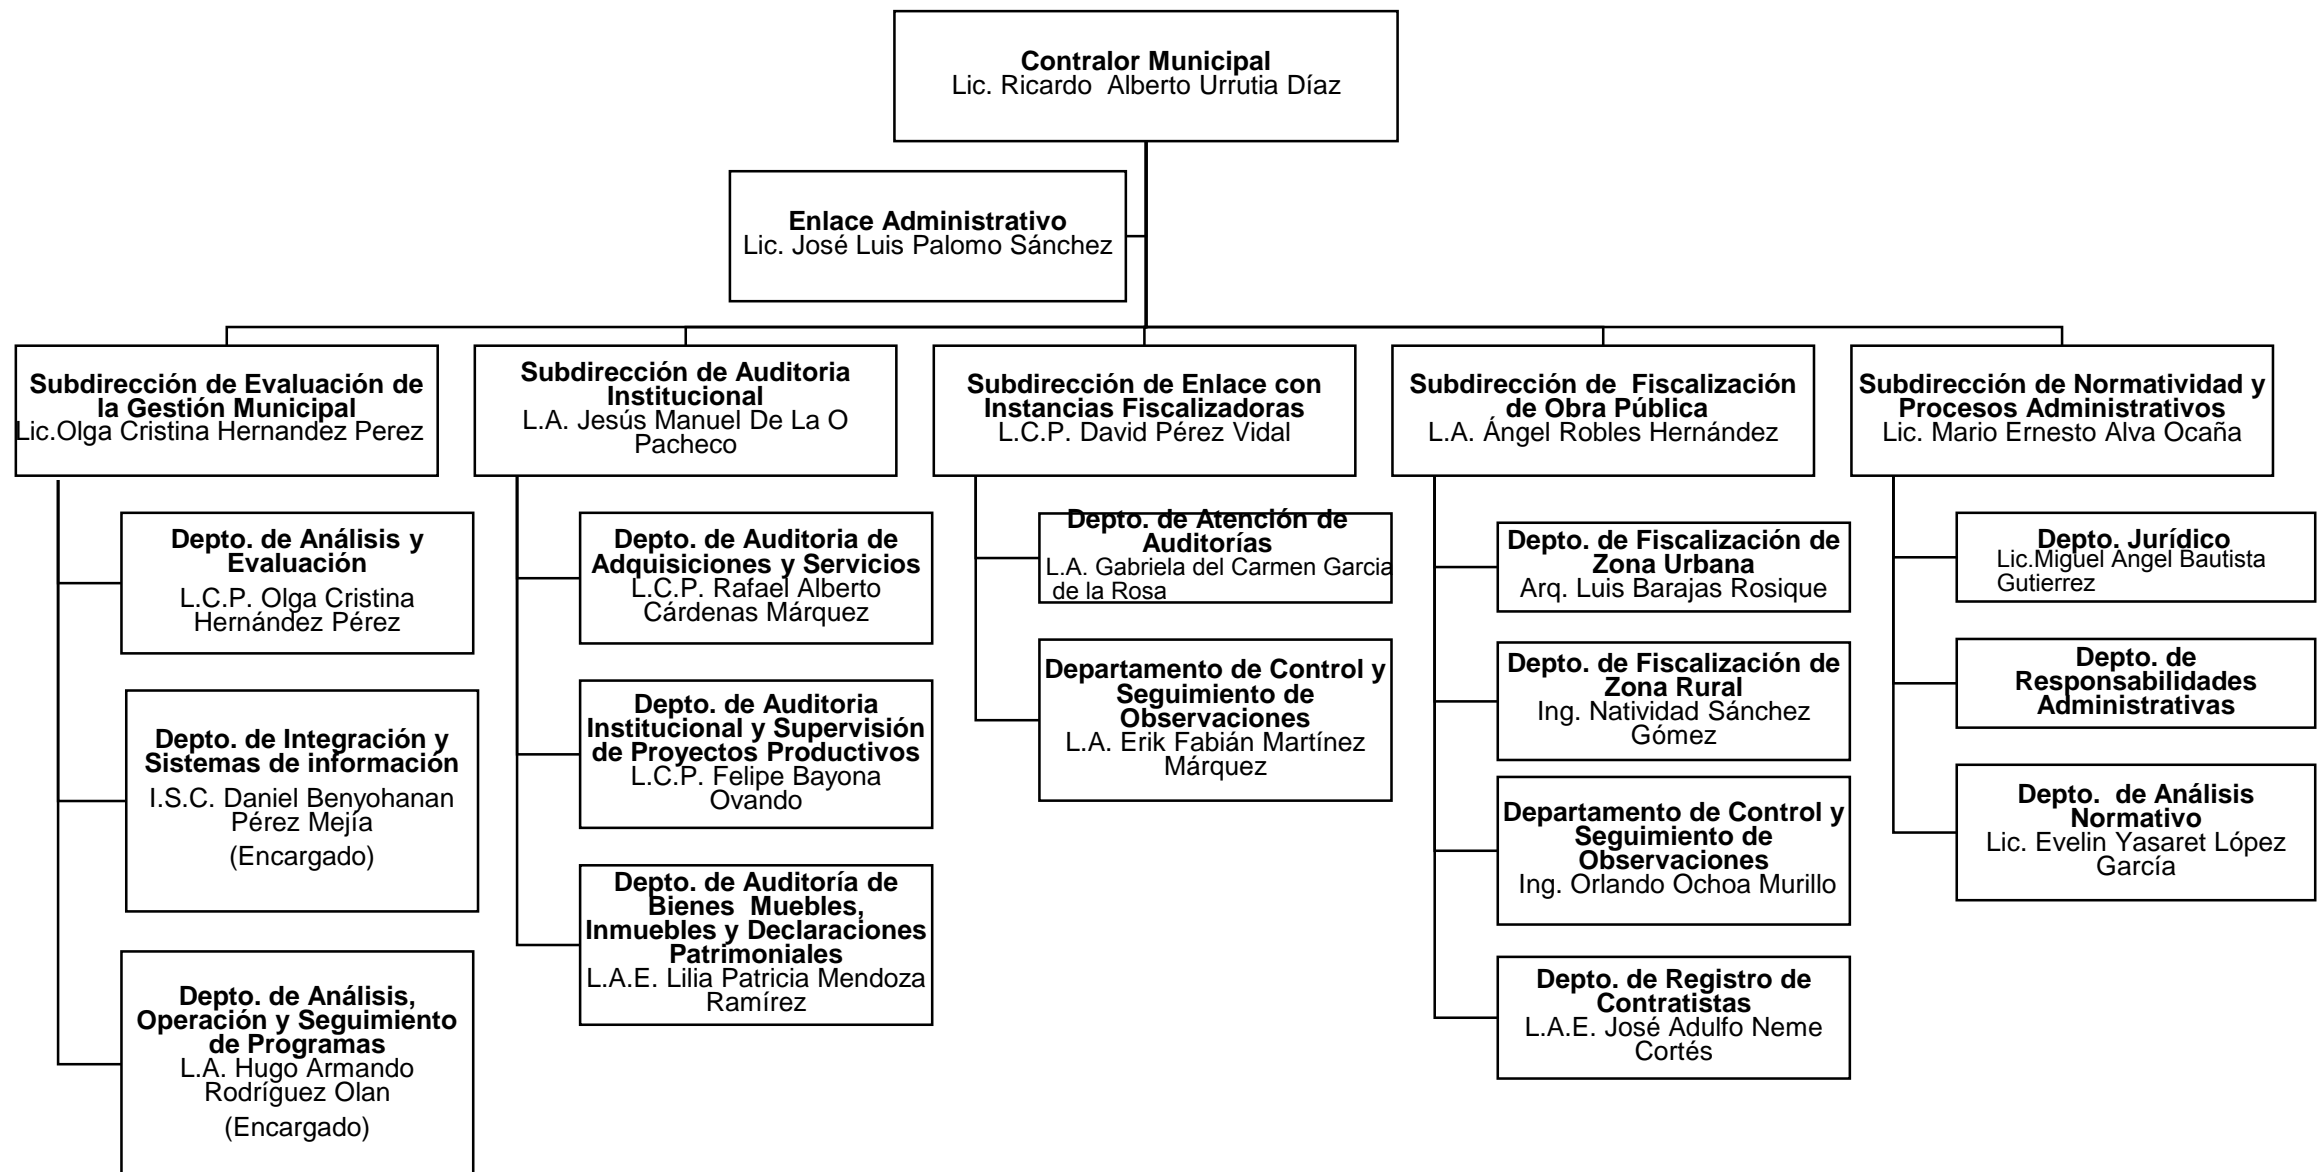 Contralor Municipal
Lic. Ricardo  Alberto Urrutia Díaz
Enlace Administrativo
Lic. José Luis Palomo Sánchez
Subdirección de Evaluación de
la Gestión Municipal
Lic.Olga Cristina Hernandez Perez
Depto. de Análisis y
Evaluación
L.C.P. Olga Cristina
Hernández Pérez
Depto. de Integración y
Sistemas de información
I.S.C. Daniel Benyohanan
Pérez Mejía
(Encargado)
Depto. de Análisis,
Operación y Seguimiento
de Programas
L.A. Hugo Armando
Rodríguez Olan
(Encargado)
Subdirección de Auditoria
Institucional
L.A. Jesús Manuel De La O
Pacheco
Depto. de Auditoria de
Adquisiciones y Servicios
L.C.P. Rafael Alberto
Cárdenas Márquez
Depto. de Auditoria
Institucional y Supervisión
de Proyectos Productivos
L.C.P. Felipe Bayona
Ovando
Depto. de Auditoría de
Bienes  Muebles,
Inmuebles y Declaraciones
Patrimoniales
L.A.E. Lilia Patricia Mendoza
Ramírez
Subdirección de Enlace con
Instancias Fiscalizadoras
L.C.P. David Pérez Vidal
Depto. de Atención de
Auditorías
L.A. Gabriela del Carmen Garcia
de la Rosa
Departamento de Control y
Seguimiento de
Observaciones
L.A. Erik Fabián Martínez
Márquez
Subdirección de  Fiscalización
de Obra Pública
L.A. Ángel Robles Hernández
Depto. de Fiscalización de
Zona Urbana
Arq. Luis Barajas Rosique
Depto. de Fiscalización de
Zona Rural
Ing. Natividad Sánchez
Gómez
Departamento de Control y
Seguimiento de
Observaciones
Ing. Orlando Ochoa Murillo
Depto. de Registro de
Contratistas
L.A.E. José Adulfo Neme
Cortés
Subdirección de Normatividad y
Procesos Administrativos
Lic. Mario Ernesto Alva Ocaña
Depto. Jurídico
Lic.Miguel Angel Bautista
Gutierrez
Depto. de
Responsabilidades
Administrativas
Depto.  de Análisis
Normativo
Lic. Evelin Yasaret López
García